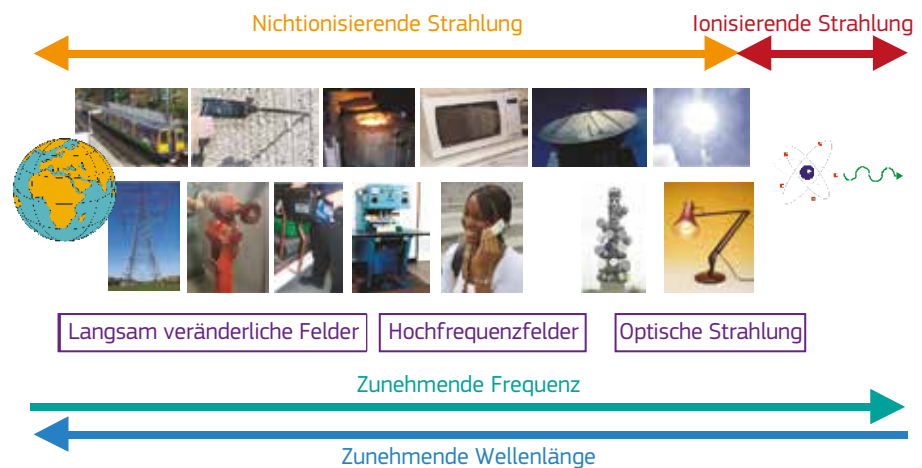 Nichtionisierende Strahlung
Ionisierende Strahlung
Langsam veränderliche Felder
Hochfrequenzfelder
Optische Strahlung
Zunehmende Frequenz
Zunehmende Wellenlänge